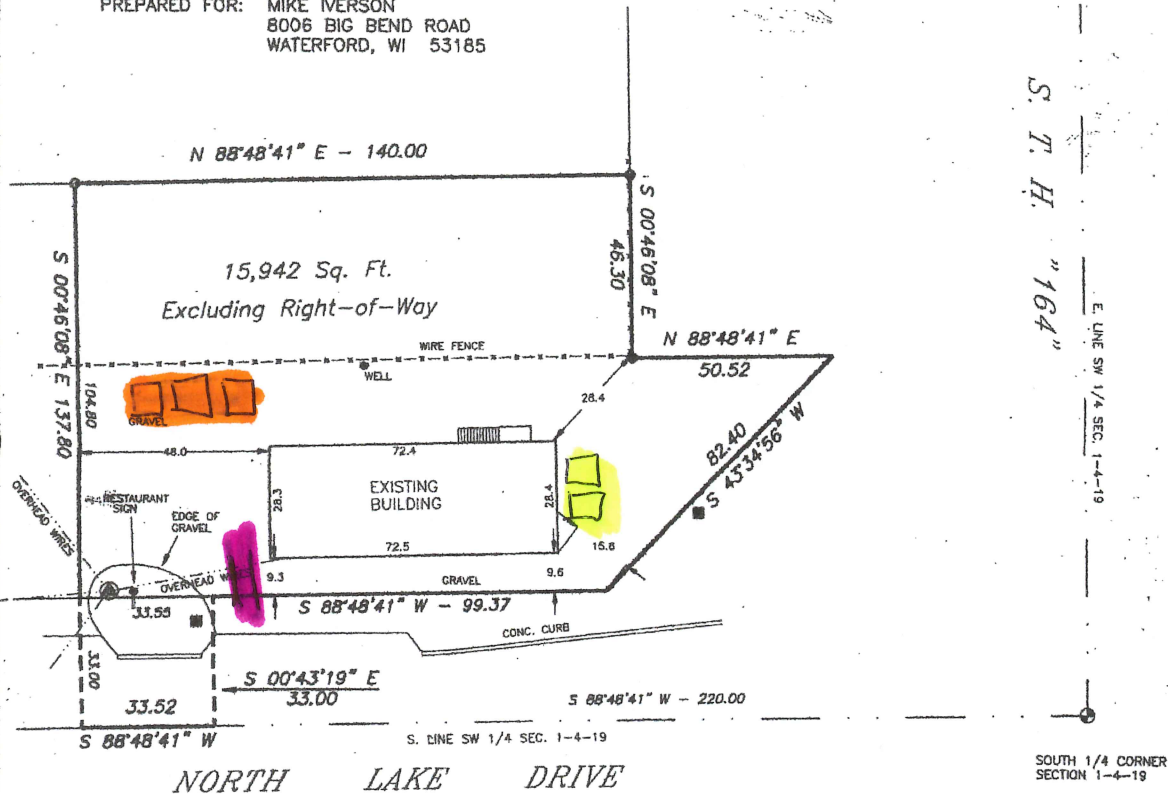 PREPARED FOR: MIKE IVERSON
8006 BIG BEND ROAD
WATERFORD, WI 53185
N 88°48'41" E - 140.00
S 00°46'08" E
46.30
S. T. H. "164"
15,942 Sq. Ft.
Excluding Right-of-Way
S 00°46'08" E 137.80
104.80
WIRE FENCE
WELL
N 88°48'41" E
50.52
E. LINE SW 1/4 SEC. 1-4-19
GRAVEL
28.4
82.40
S 43°34'56" W
48.0
72.4
EXISTING
BUILDING
28.3
28.4
OVERHEAD WIRES
RESTAURANT
SIGN
EDGE OF
GRAVEL
72.5
15.6
OVERHEAD WIRES
9.3
GRAVEL
9.6
33.55
S 88°48'41" W - 99.37
CONC. CURB
33.00
S 00°43'19" E
33.00
33.52
S 88°48'41" W - 220.00
S 88°48'41" W
S. LINE SW 1/4 SEC. 1-4-19
NORTH LAKE DRIVE
SOUTH 1/4 CORNER
SECTION 1-4-19